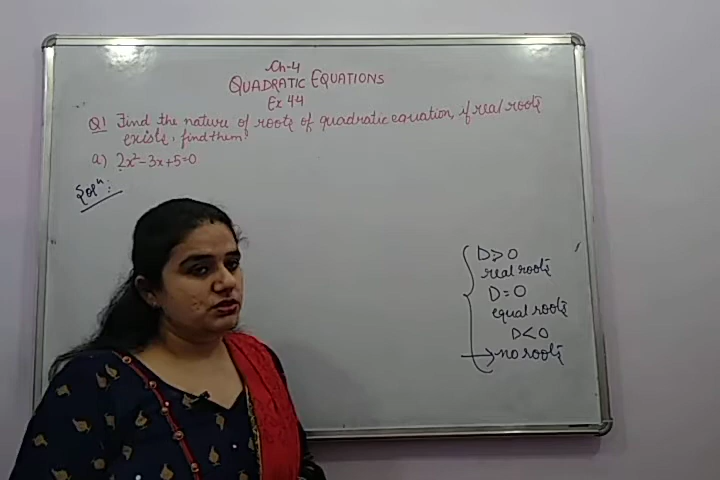 Ch-4
QUADRATIC EQUATIONS
Ex 4.4
Q1 Find the nature of roots of quadratic equation, if real roots
exists, find them?
a) 2x²-3x+5=0
Solⁿ:
D>0
real roots
D=0
equal roots
D<0
→ no roots